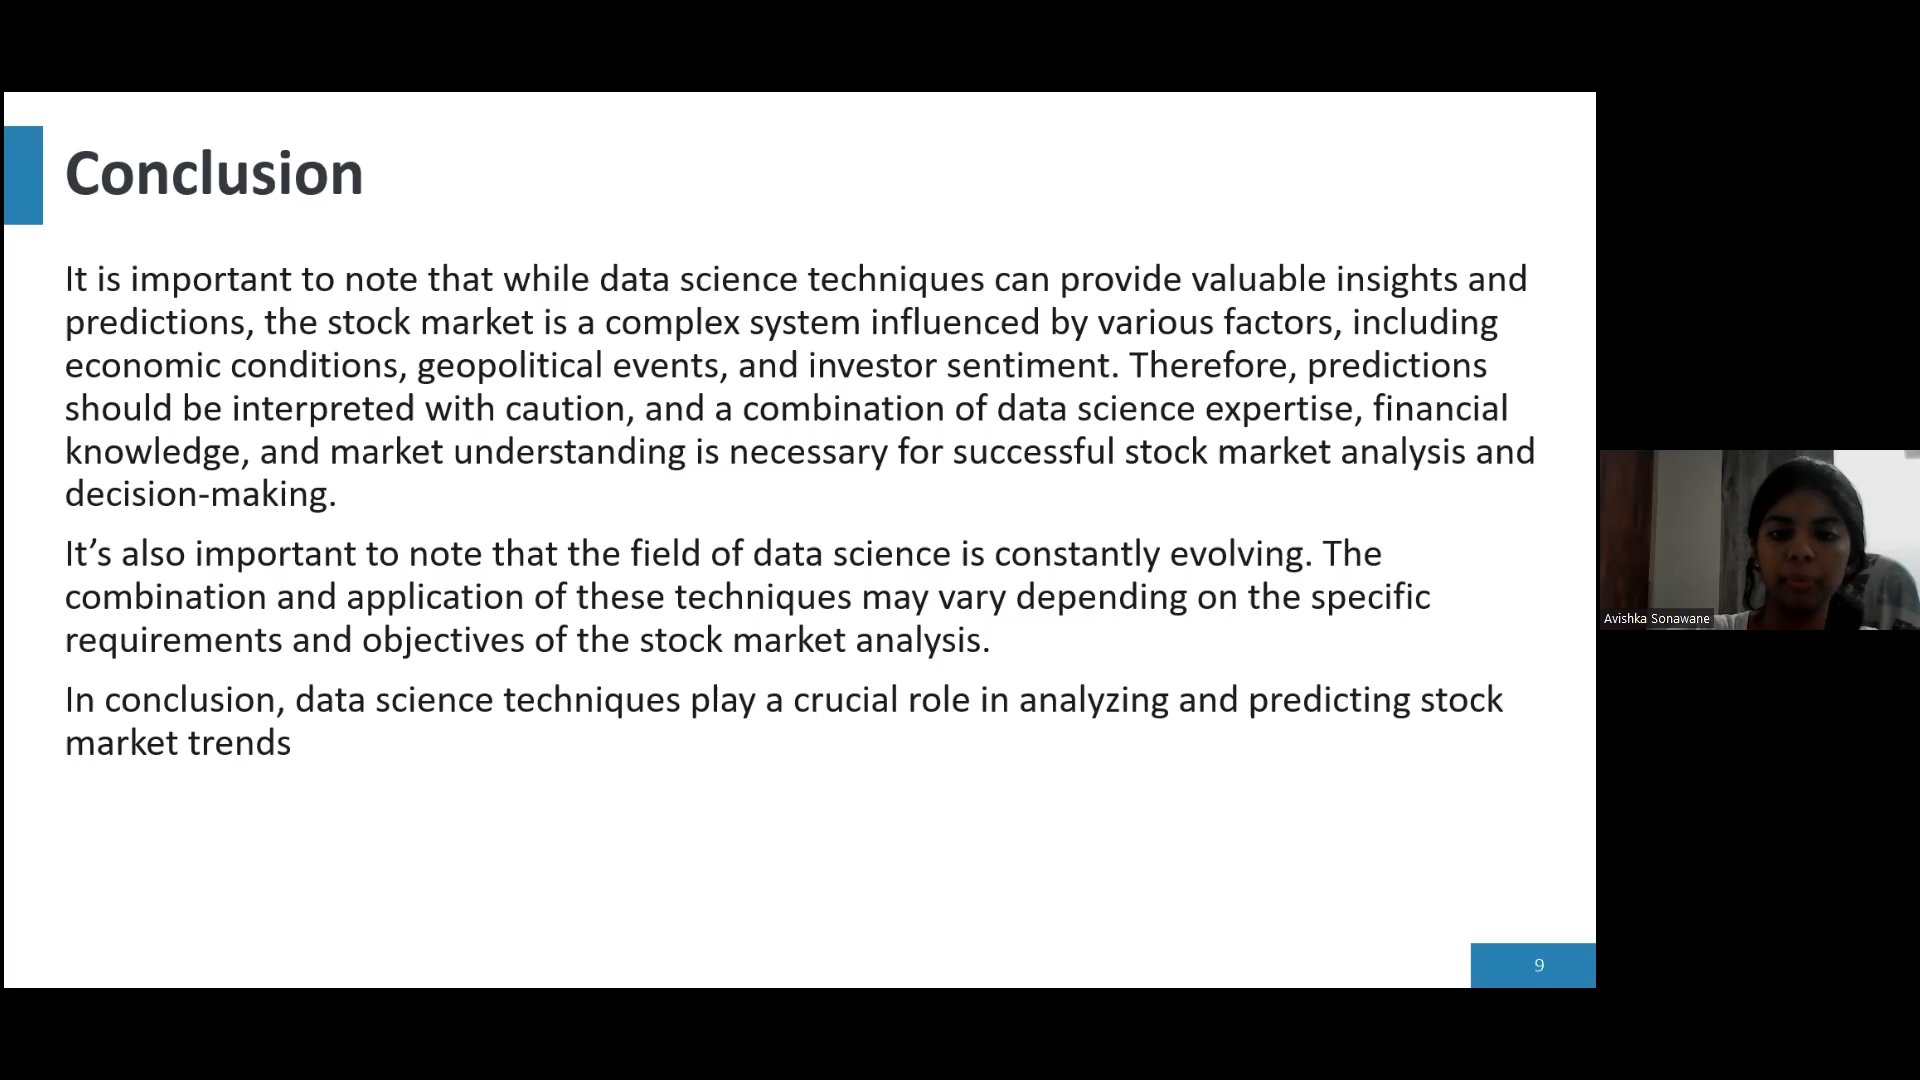 Conclusion
It is important to note that while data science techniques can provide valuable insights and
predictions, the stock market is a complex system influenced by various factors, including
economic conditions, geopolitical events, and investor sentiment. Therefore, predictions
should be interpreted with caution, and a combination of data science expertise, financial
knowledge, and market understanding is necessary for successful stock market analysis and
decision-making.
It’s also important to note that the field of data science is constantly evolving. The
combination and application of these techniques may vary depending on the specific
requirements and objectives of the stock market analysis.
In conclusion, data science techniques play a crucial role in analyzing and predicting stock
market trends
9
Avishka Sonawane